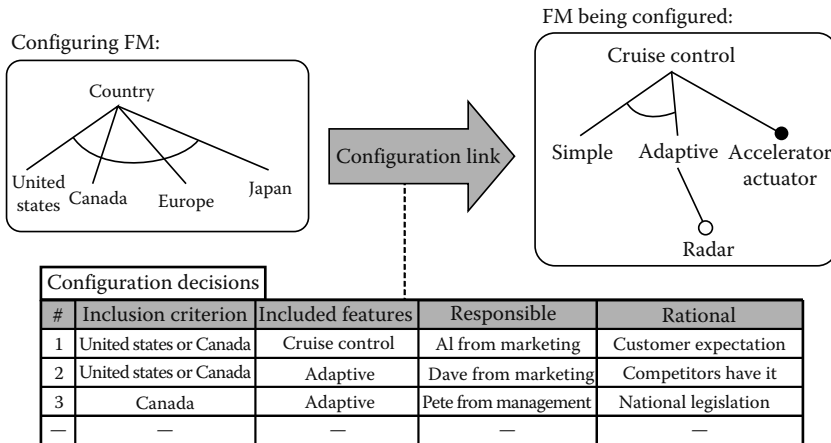 Configuring FM:
Country
United
states
Canada
Europe
Japan
Configuration link
FM being configured:
Cruise control
Simple
Adaptive
Accelerator
actuator
Radar
Configuration decisions
# Inclusion criterion Included features Responsible Rational
1 United states or Canada Cruise control Al from marketing Customer expectation
2 United states or Canada Adaptive Dave from marketing Competitors have it
3 Canada Adaptive Pete from management National legislation
— — — — —